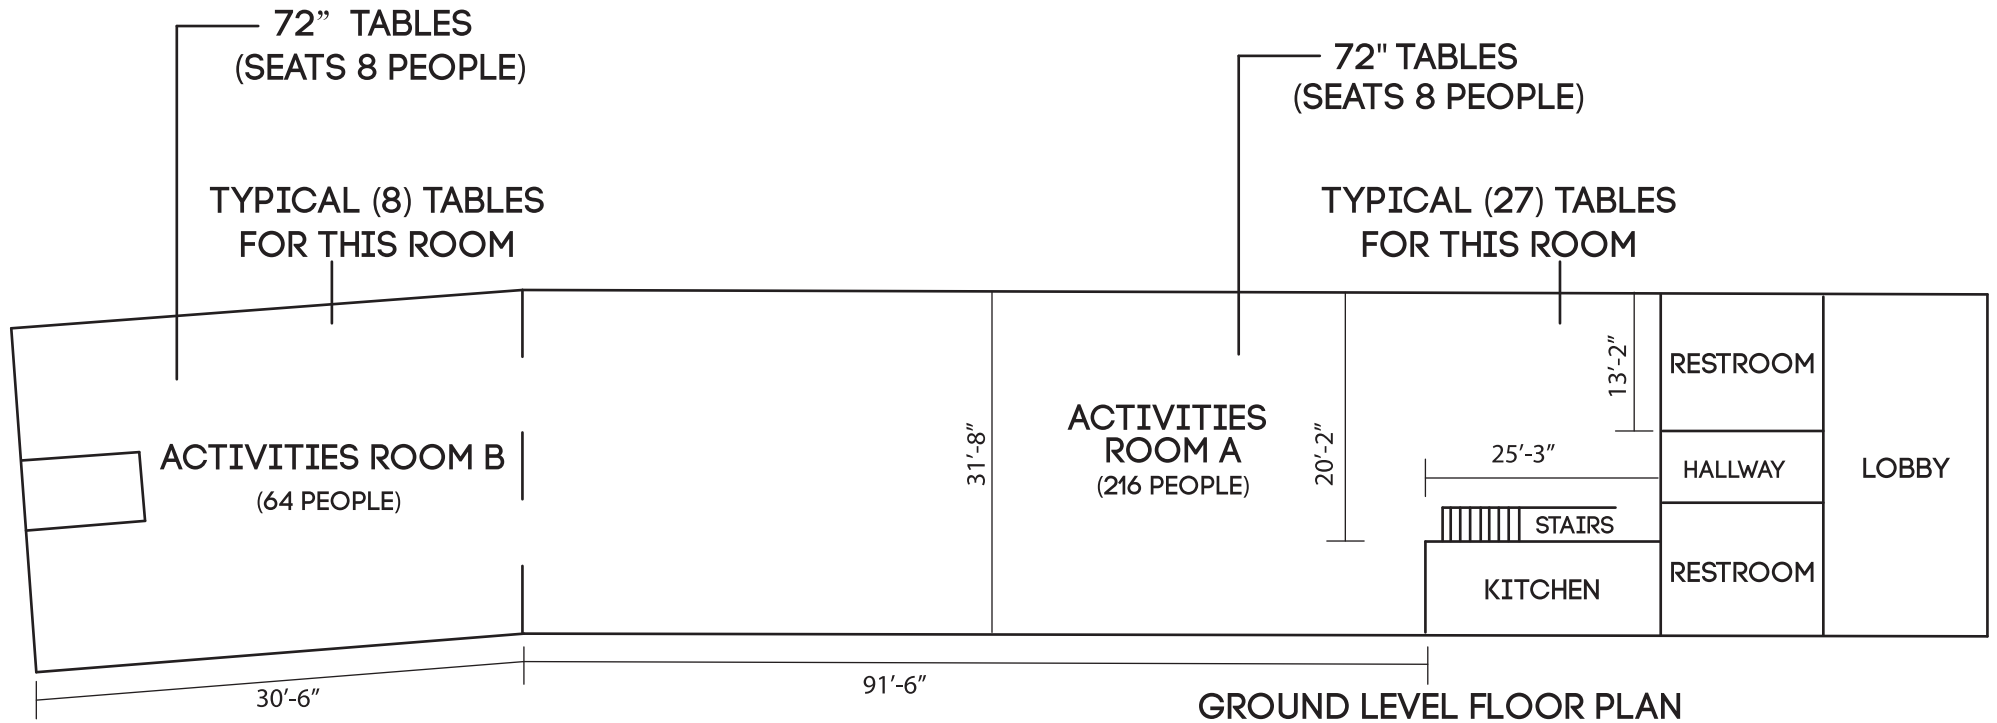 72” TABLES
(SEATS 8 PEOPLE)
72" TABLES
(SEATS 8 PEOPLE)
TYPICAL (8) TABLES
FOR THIS ROOM
TYPICAL (27) TABLES
FOR THIS ROOM
13’-2”
RESTROOM
ACTIVITIES
ROOM A
(216 PEOPLE)
31’-8”
20’-2”
25’-3”
ACTIVITIES ROOM B
(64 PEOPLE)
HALLWAY
LOBBY
STAIRS
RESTROOM
KITCHEN
30’-6”
91’-6”
GROUND LEVEL FLOOR PLAN